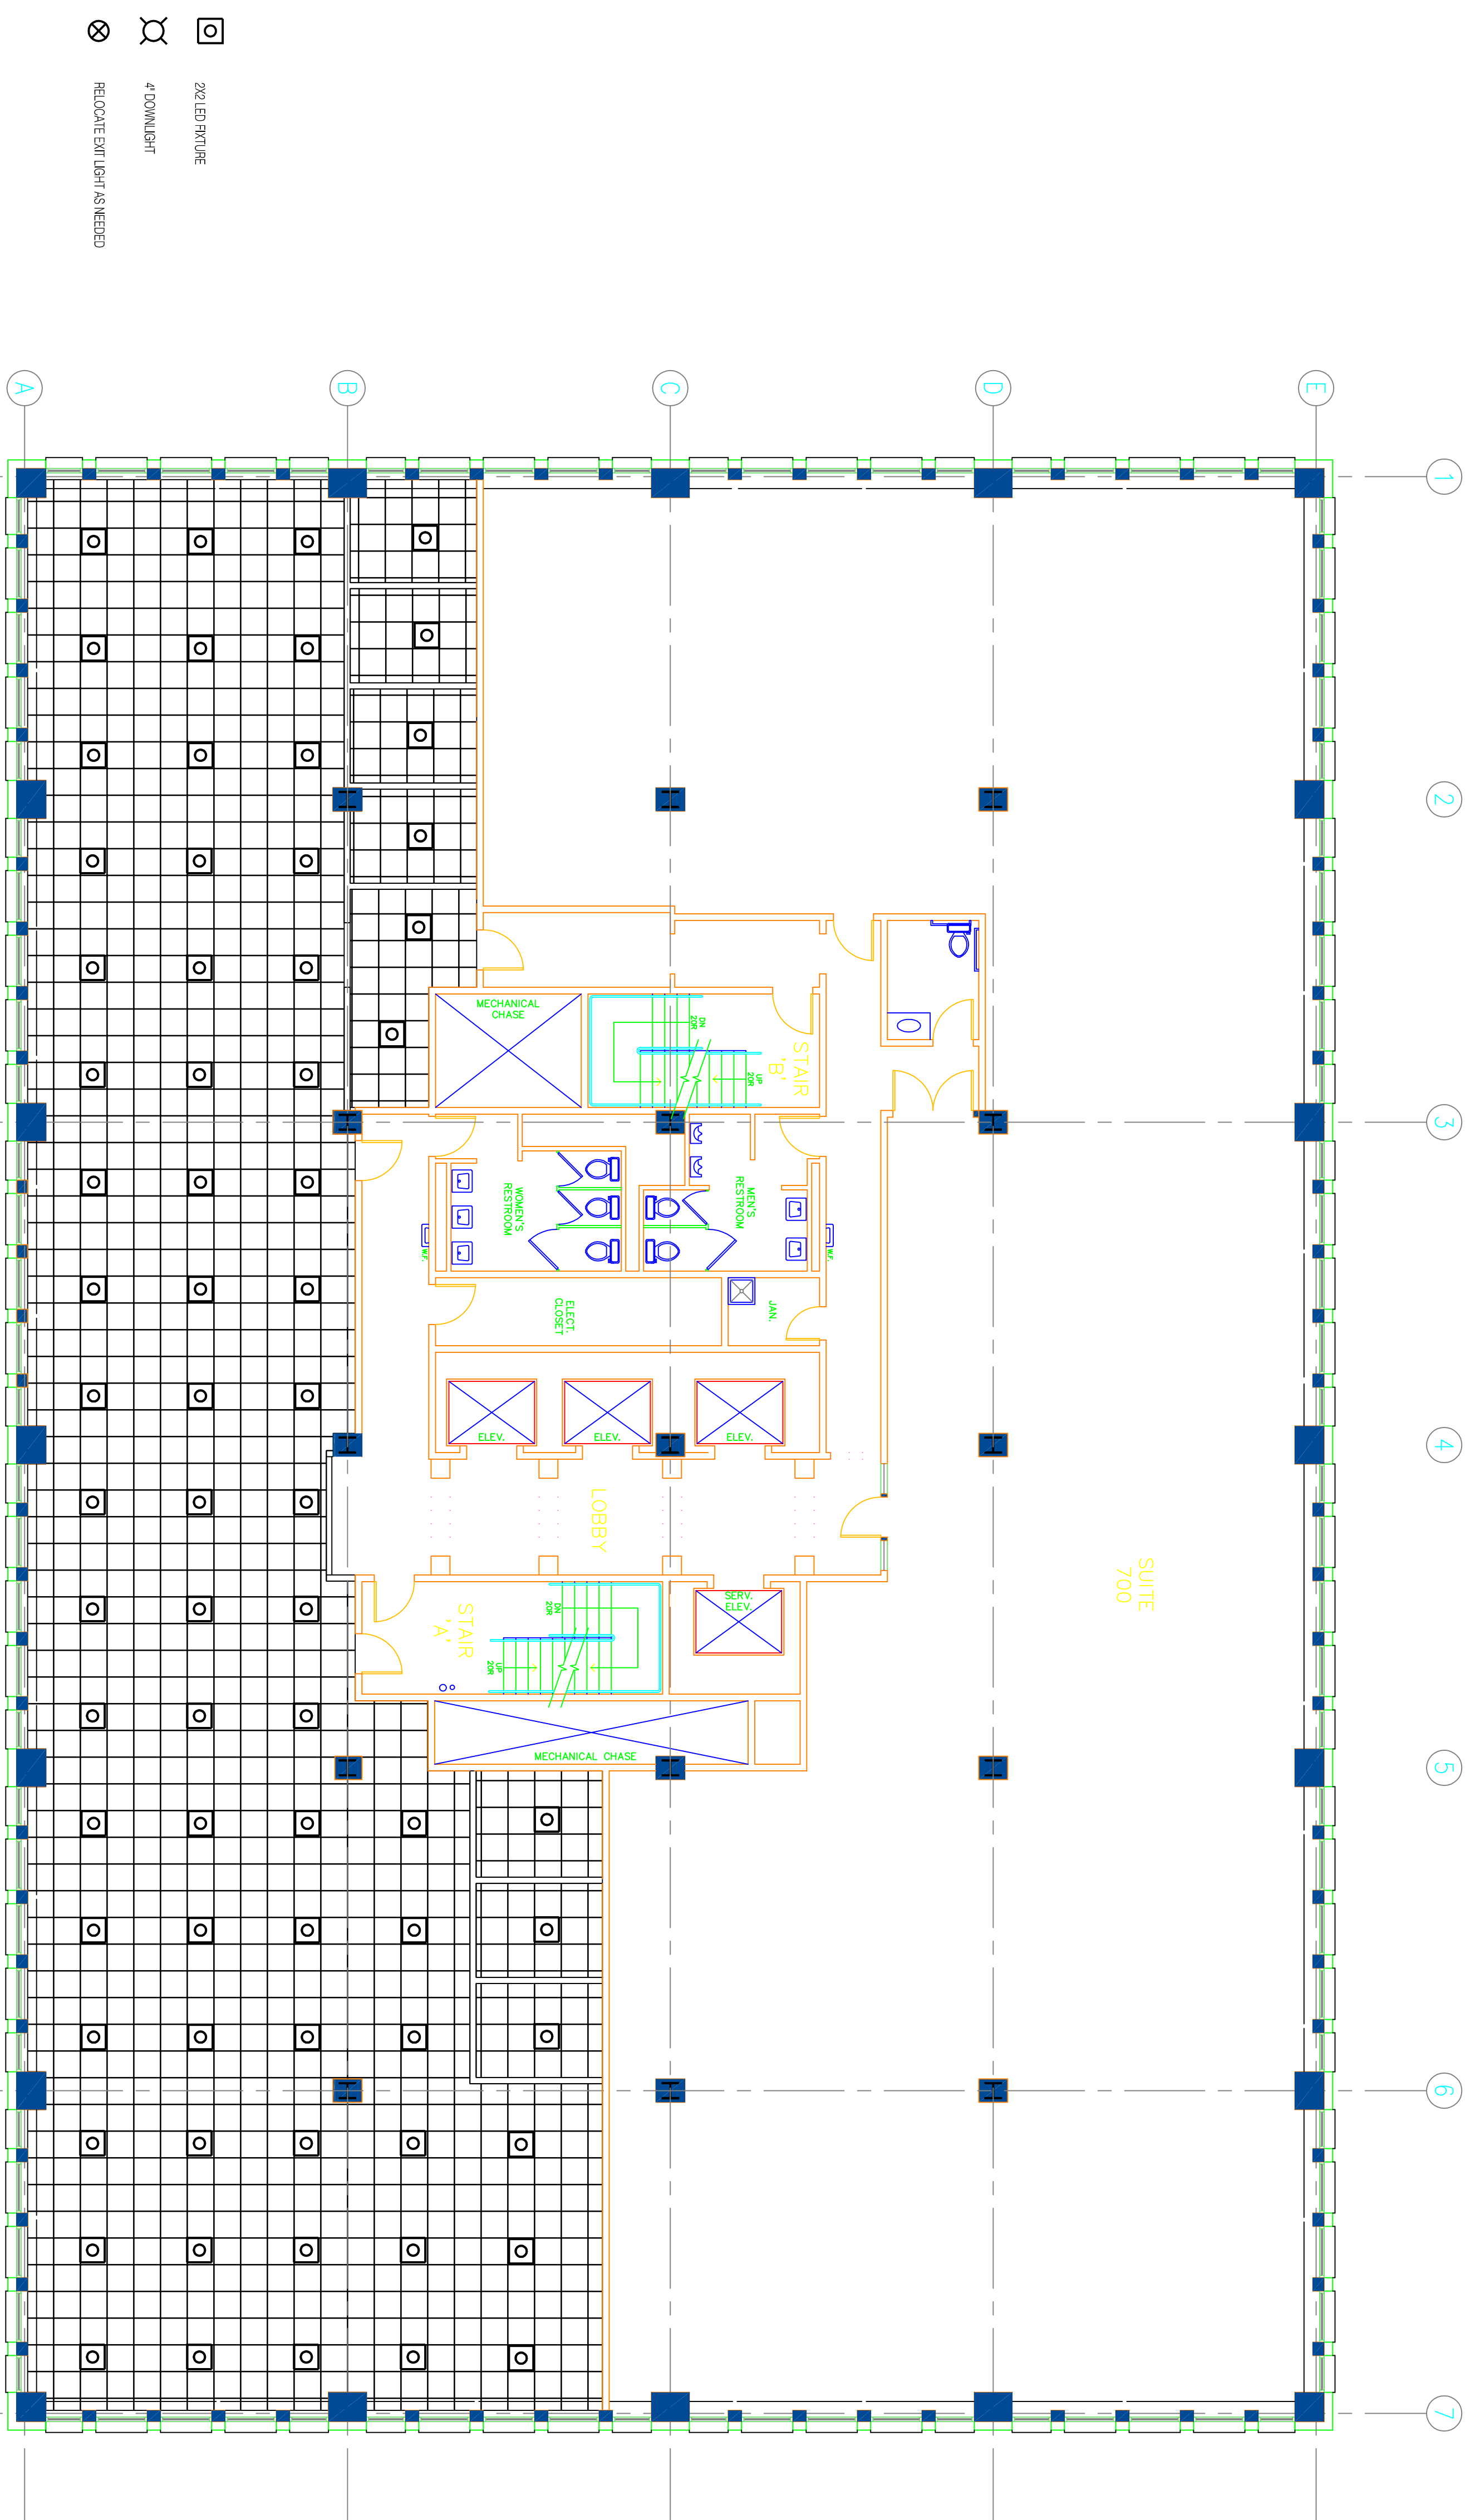 2X2 LED FIXTURE
4" DOWNLIGHT
RELOCATE EXIT LIGHT AS NEEDED
E
D
C
B
A
1
2
3
4
5
6
7
SUITE
700
STAIR
'B'
UP
20R
DN
20R
MECHANICAL
CHASE
MEN'S
RESTROOM
WOMEN'S
RESTROOM
W.F.
W.F.
JAN.
ELECT.
CLOSET
ELEV.
ELEV.
ELEV.
LOBBY
SERV.
ELEV.
STAIR
'A'
DN
20R
UP
20R
MECHANICAL CHASE